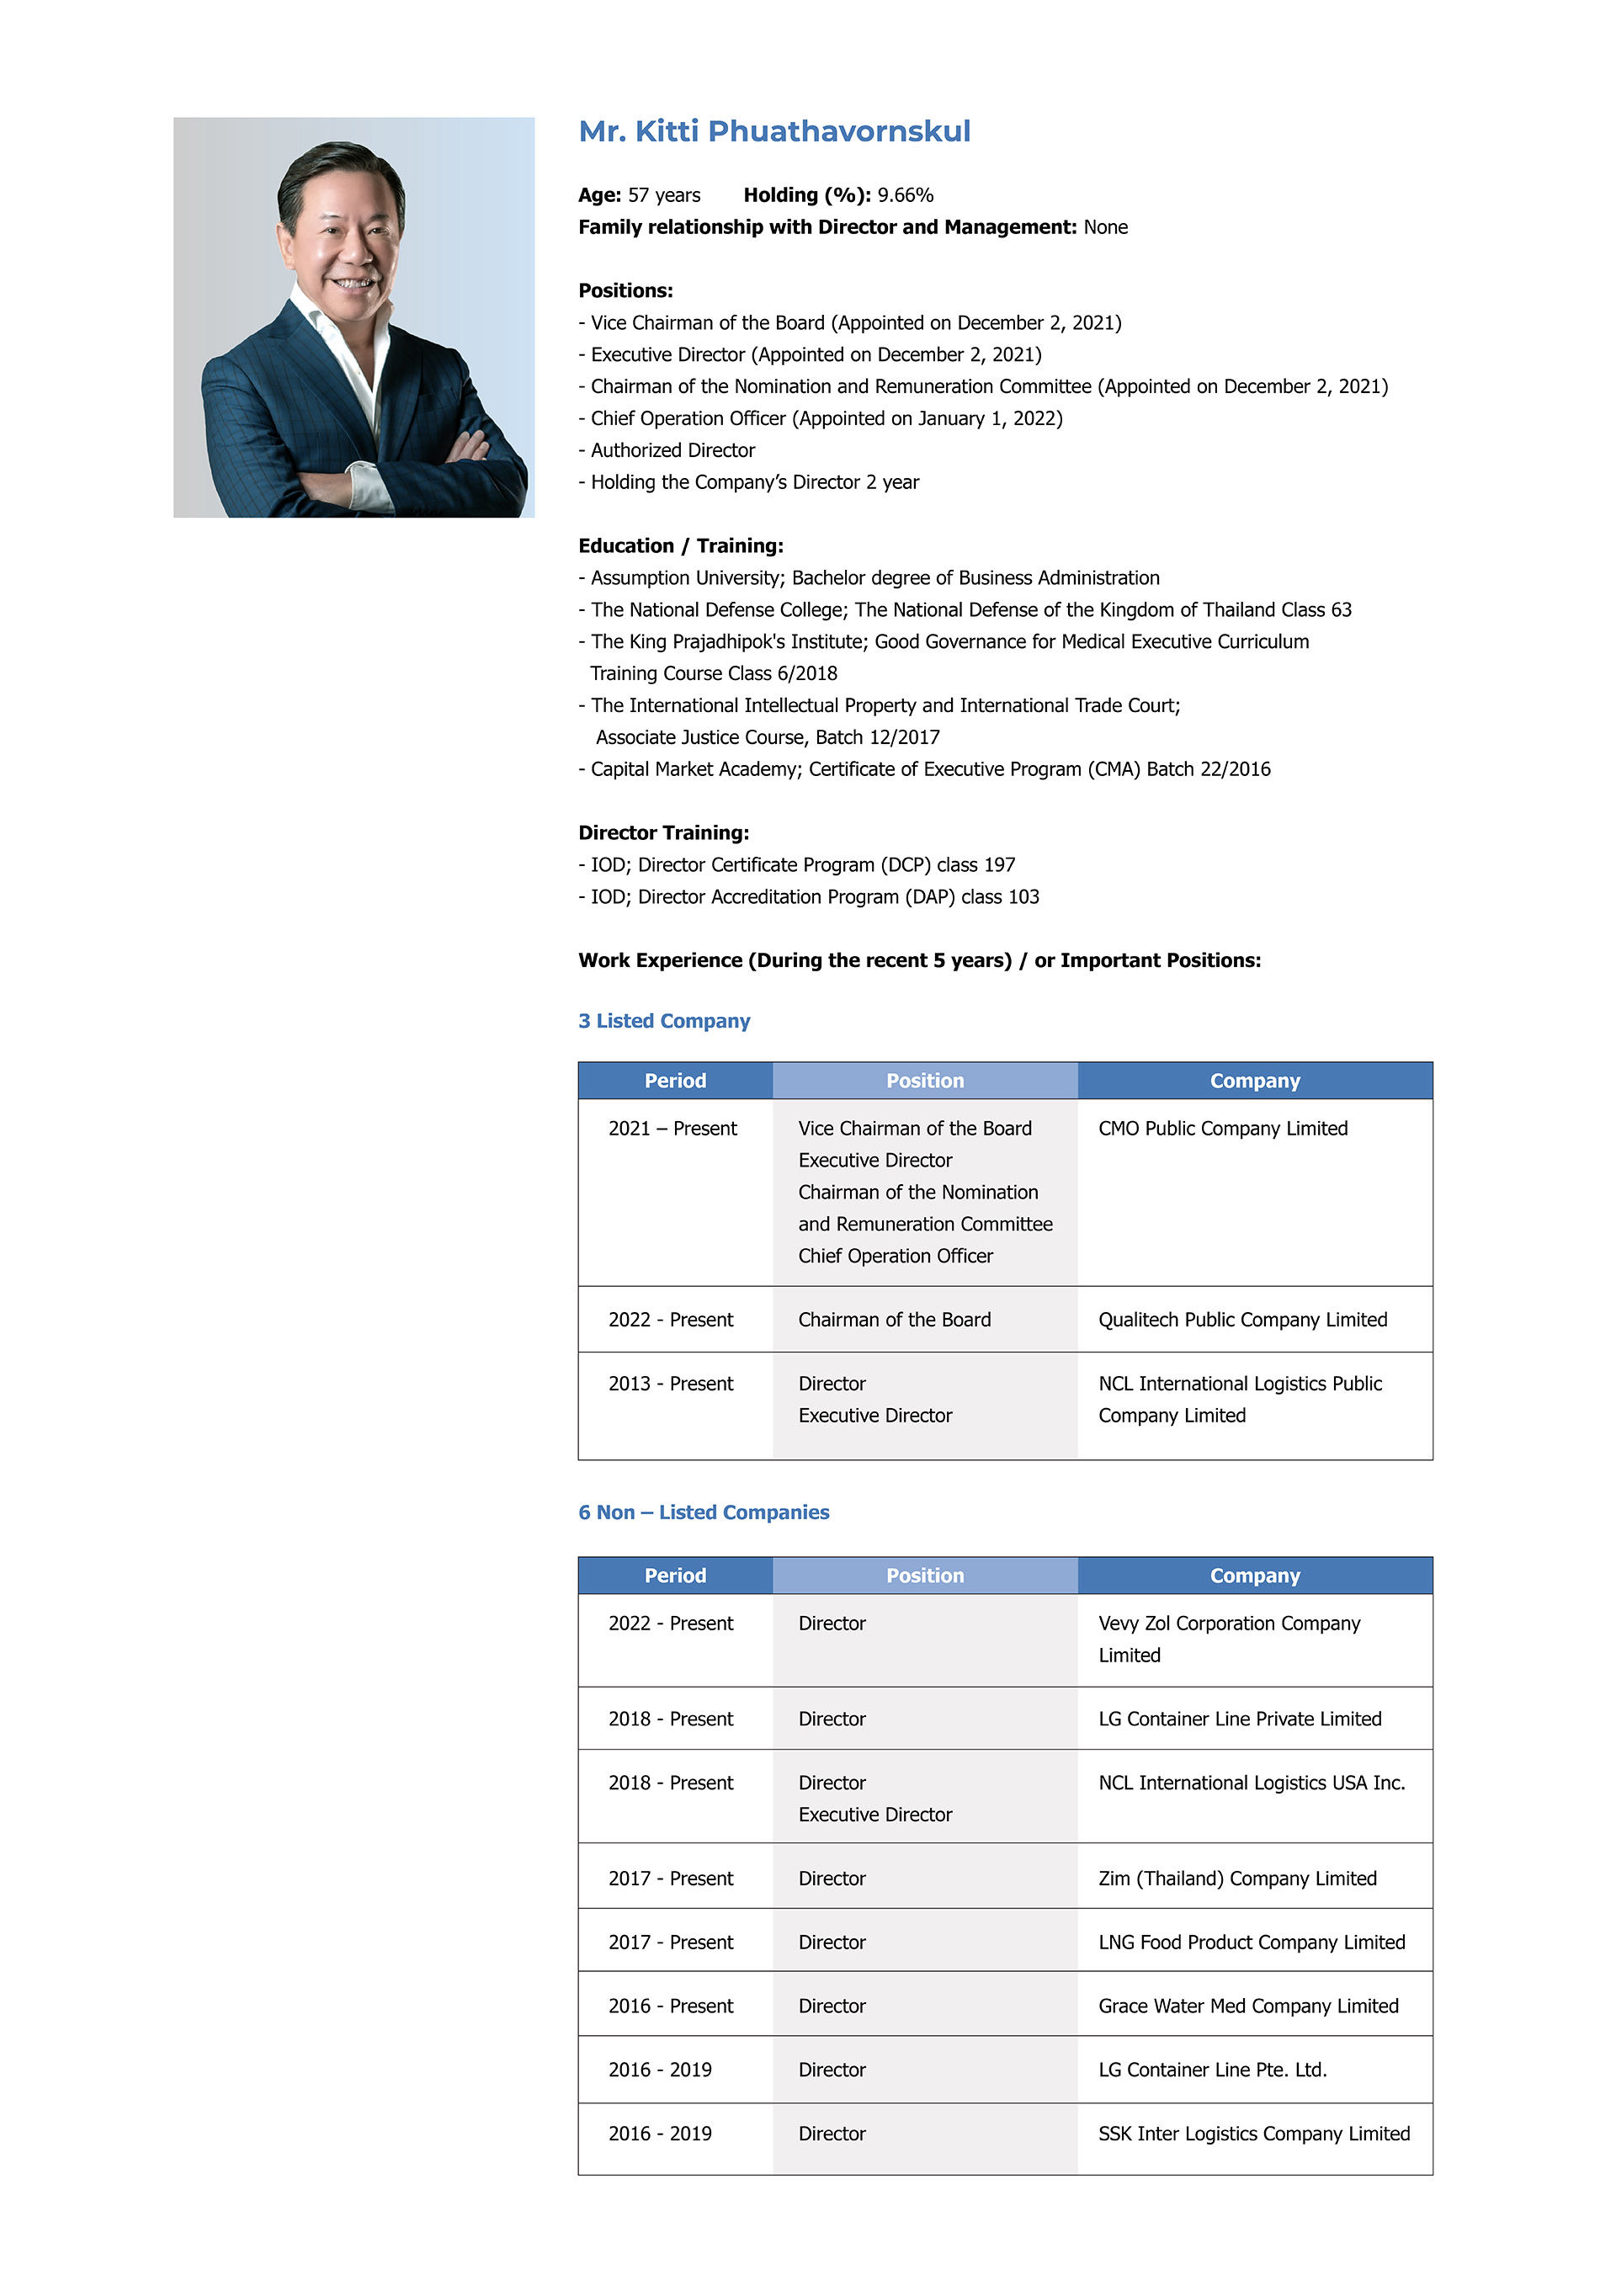 Mr. Kitti Phuathavornskul
Age: 57 years Holding (%): 9.66%
Family relationship with Director and Management: None
Positions:
- Vice Chairman of the Board (Appointed on December 2, 2021)
- Executive Director (Appointed on December 2, 2021)
- Chairman of the Nomination and Remuneration Committee (Appointed on December 2, 2021)
- Chief Operation Officer (Appointed on January 1, 2022)
- Authorized Director
- Holding the Company’s Director 2 year
Education / Training:
- Assumption University; Bachelor degree of Business Administration
- The National Defense College; The National Defense of the Kingdom of Thailand Class 63
- The King Prajadhipok's Institute; Good Governance for Medical Executive Curriculum
Training Course Class 6/2018
- The International Intellectual Property and International Trade Court;
Associate Justice Course, Batch 12/2017
- Capital Market Academy; Certificate of Executive Program (CMA) Batch 22/2016
Director Training:
- IOD; Director Certificate Program (DCP) class 197
- IOD; Director Accreditation Program (DAP) class 103
Work Experience (During the recent 5 years) / or Important Positions:
3 Listed Company
Period Position Company
2021 – Present Vice Chairman of the Board CMO Public Company Limited
Executive Director
Chairman of the Nomination
and Remuneration Committee
Chief Operation Officer
2022 - Present Chairman of the Board Qualitech Public Company Limited
2013 - Present Director NCL International Logistics Public
Executive Director Company Limited
6 Non – Listed Companies
Period Position Company
2022 - Present Director Vevy Zol Corporation Company
Limited
2018 - Present Director LG Container Line Private Limited
2018 - Present Director NCL International Logistics USA Inc.
Executive Director
2017 - Present Director Zim (Thailand) Company Limited
2017 - Present Director LNG Food Product Company Limited
2016 - Present Director Grace Water Med Company Limited
2016 - 2019 Director LG Container Line Pte. Ltd.
2016 - 2019 Director SSK Inter Logistics Company Limited